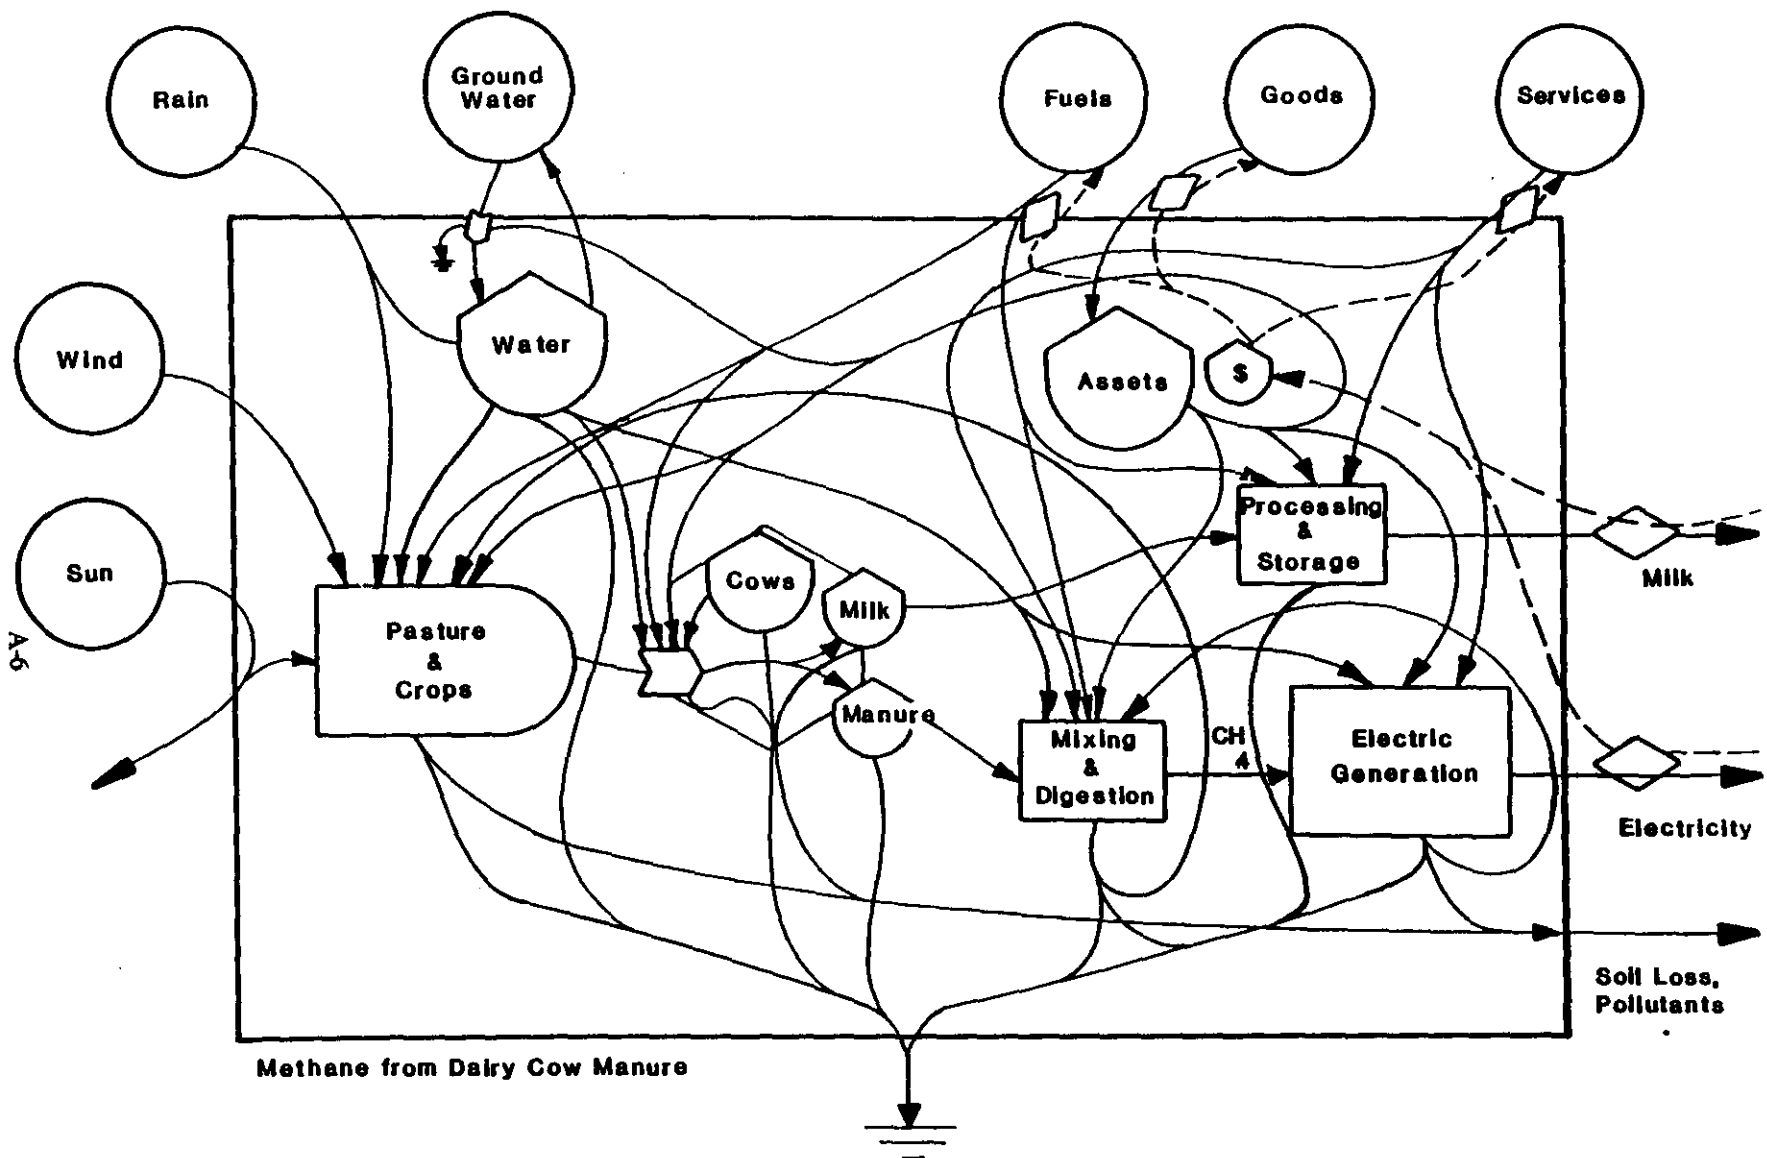 Rain
Ground
Water
Fuels
Goods
Services
Wind
Water
Assets
$
Sun
Processing
&
Storage
Milk
Cows
Milk
Pasture
&
Crops
A-6
Manure
Mixing
&
Digestion
CH
4
Electric
Generation
Electricity
Soil Loss,
Pollutants
Methane from Dairy Cow Manure